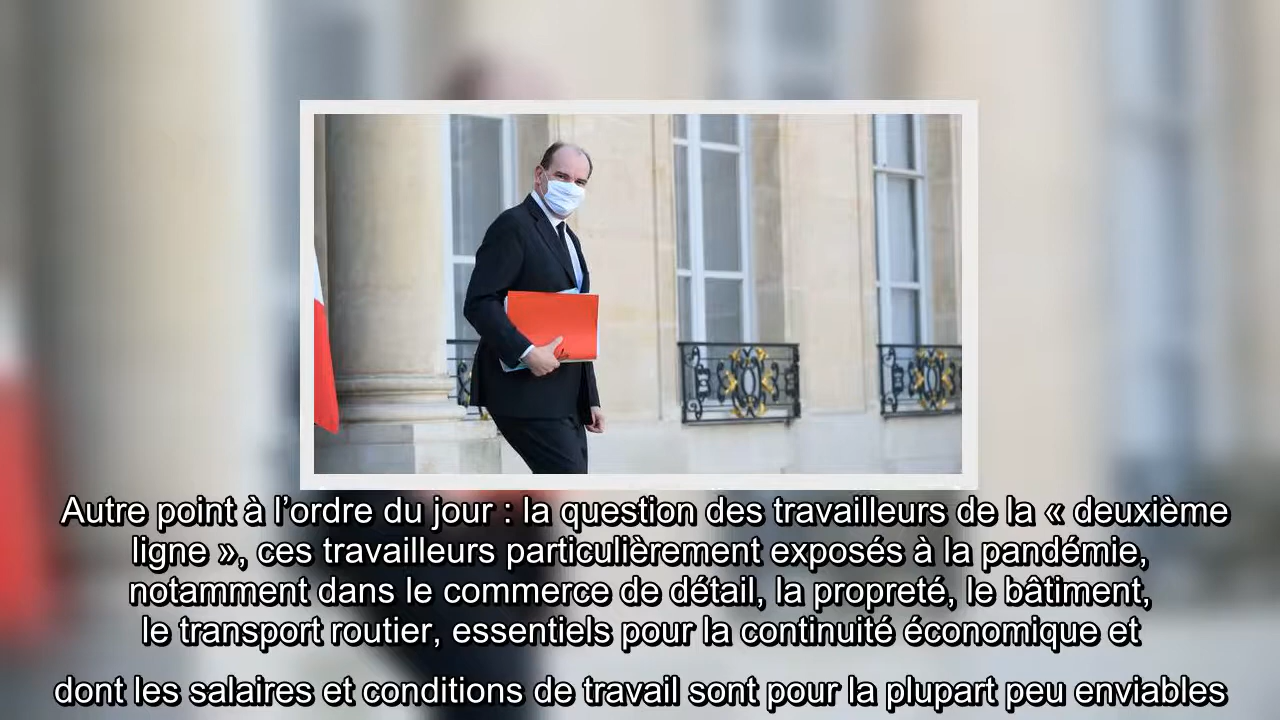 Autre point à l’ordre du jour : la question des travailleurs de la « deuxième
ligne », ces travailleurs particulièrement exposés à la pandémie,
notamment dans le commerce de détail, la propreté, le bâtiment,
le transport routier, essentiels pour la continuité économique et
dont les salaires et conditions de travail sont pour la plupart peu enviables